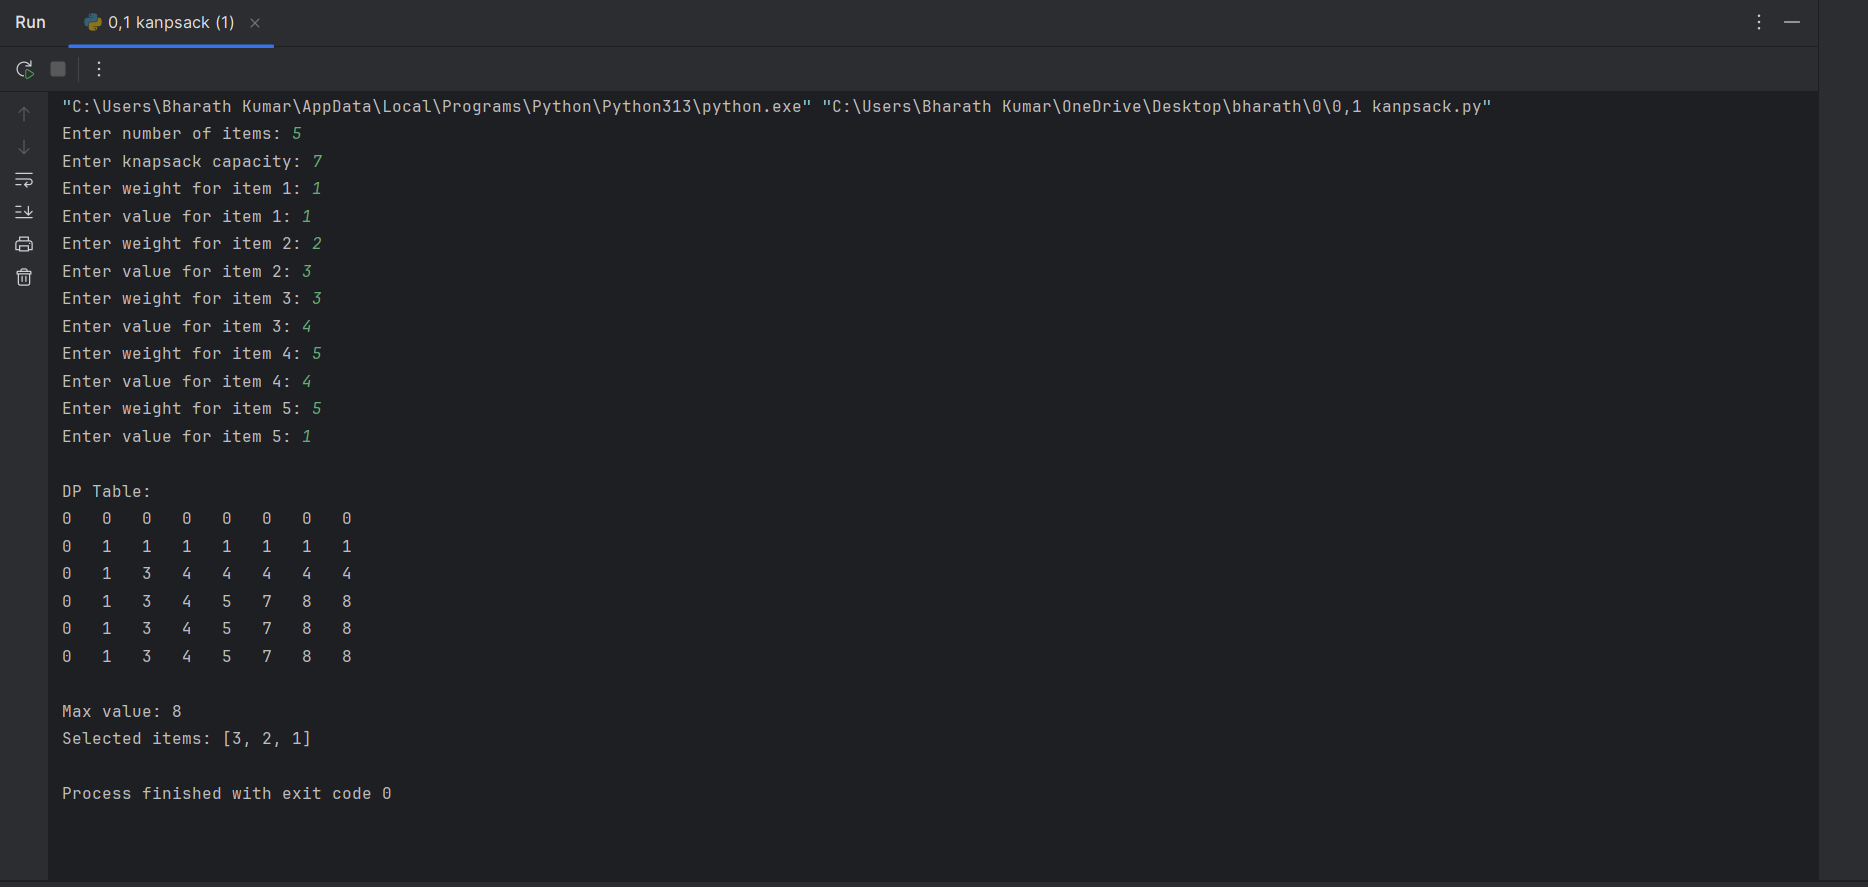 Run 0,1 kanpsack (1)
"C:\Users\Bharath Kumar\AppData\Local\Programs\Python\Python313\python.exe" "C:\Users\Bharath Kumar\OneDrive\Desktop\bharath\0\0,1 kanpsack.py"
Enter number of items: 5
Enter knapsack capacity: 7
Enter weight for item 1: 1
Enter value for item 1: 1
Enter weight for item 2: 2
Enter value for item 2: 3
Enter weight for item 3: 3
Enter value for item 3: 4
Enter weight for item 4: 5
Enter value for item 4: 4
Enter weight for item 5: 5
Enter value for item 5: 1
DP Table:
0 0 0 0 0 0 0 0
0 1 1 1 1 1 1 1
0 1 3 4 4 4 4 4
0 1 3 4 5 7 8 8
0 1 3 4 5 7 8 8
0 1 3 4 5 7 8 8
Max value: 8
Selected items: [3, 2, 1]
Process finished with exit code 0